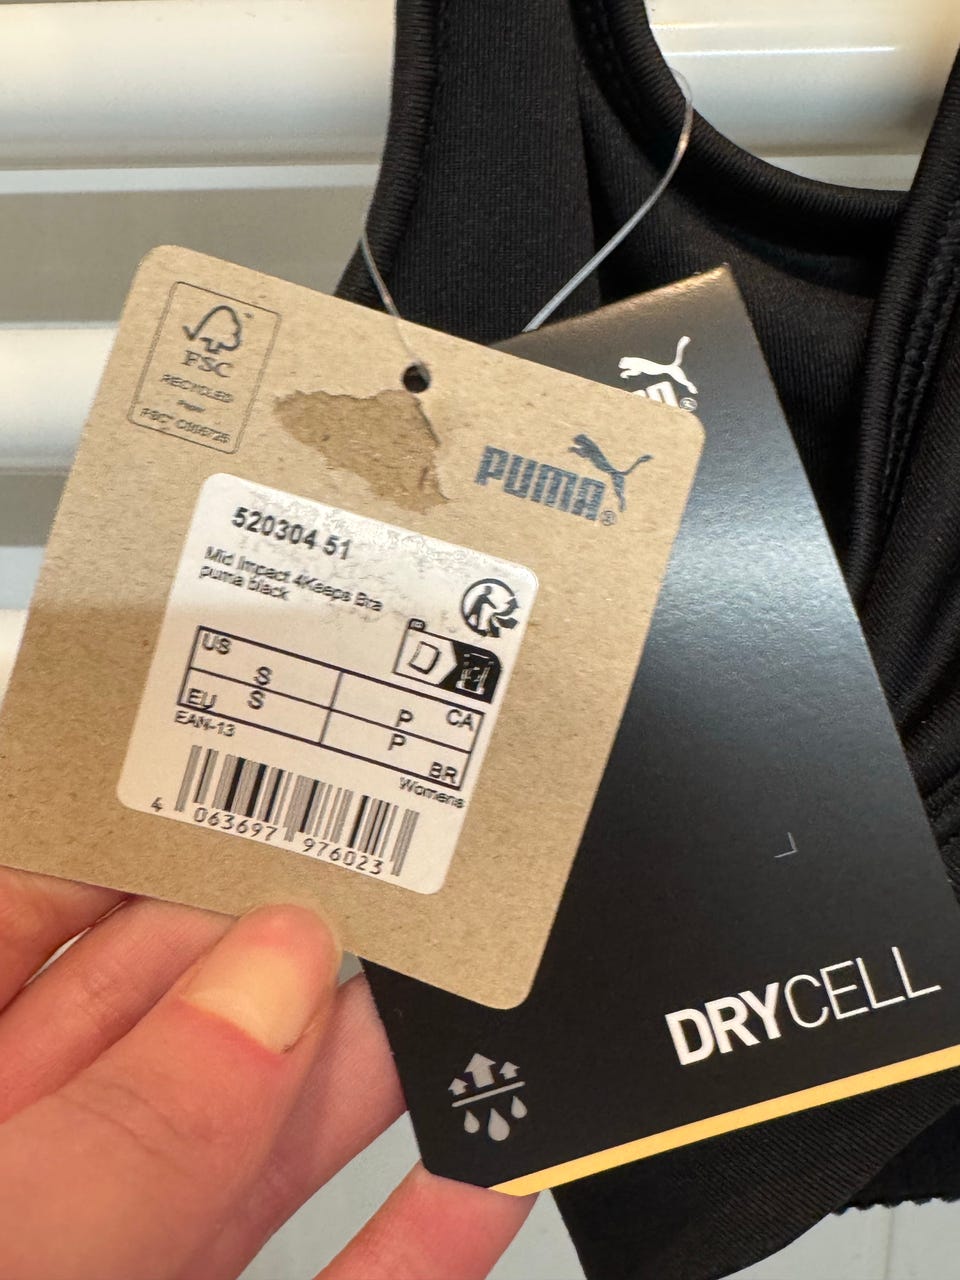 FSC
RECYCLED
Paper
PUMA®
520304 51
Mid Impact 4Keeps Bra
puma black
US S P CA
EU S P BR
EAN-13
Womens
4 063697 976023
DRYCELL